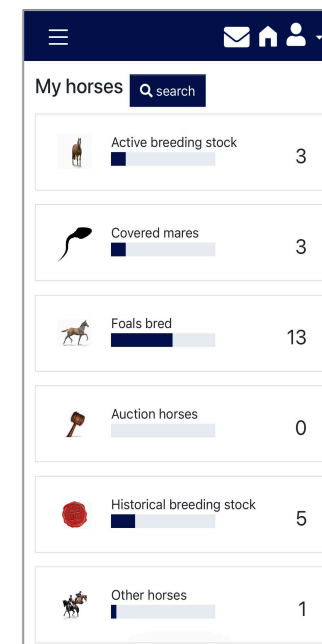 My horses search
Active breeding stock
3
Covered mares
3
Foals bred
13
Auction horses
0
Historical breeding stock
5
Other horses
1